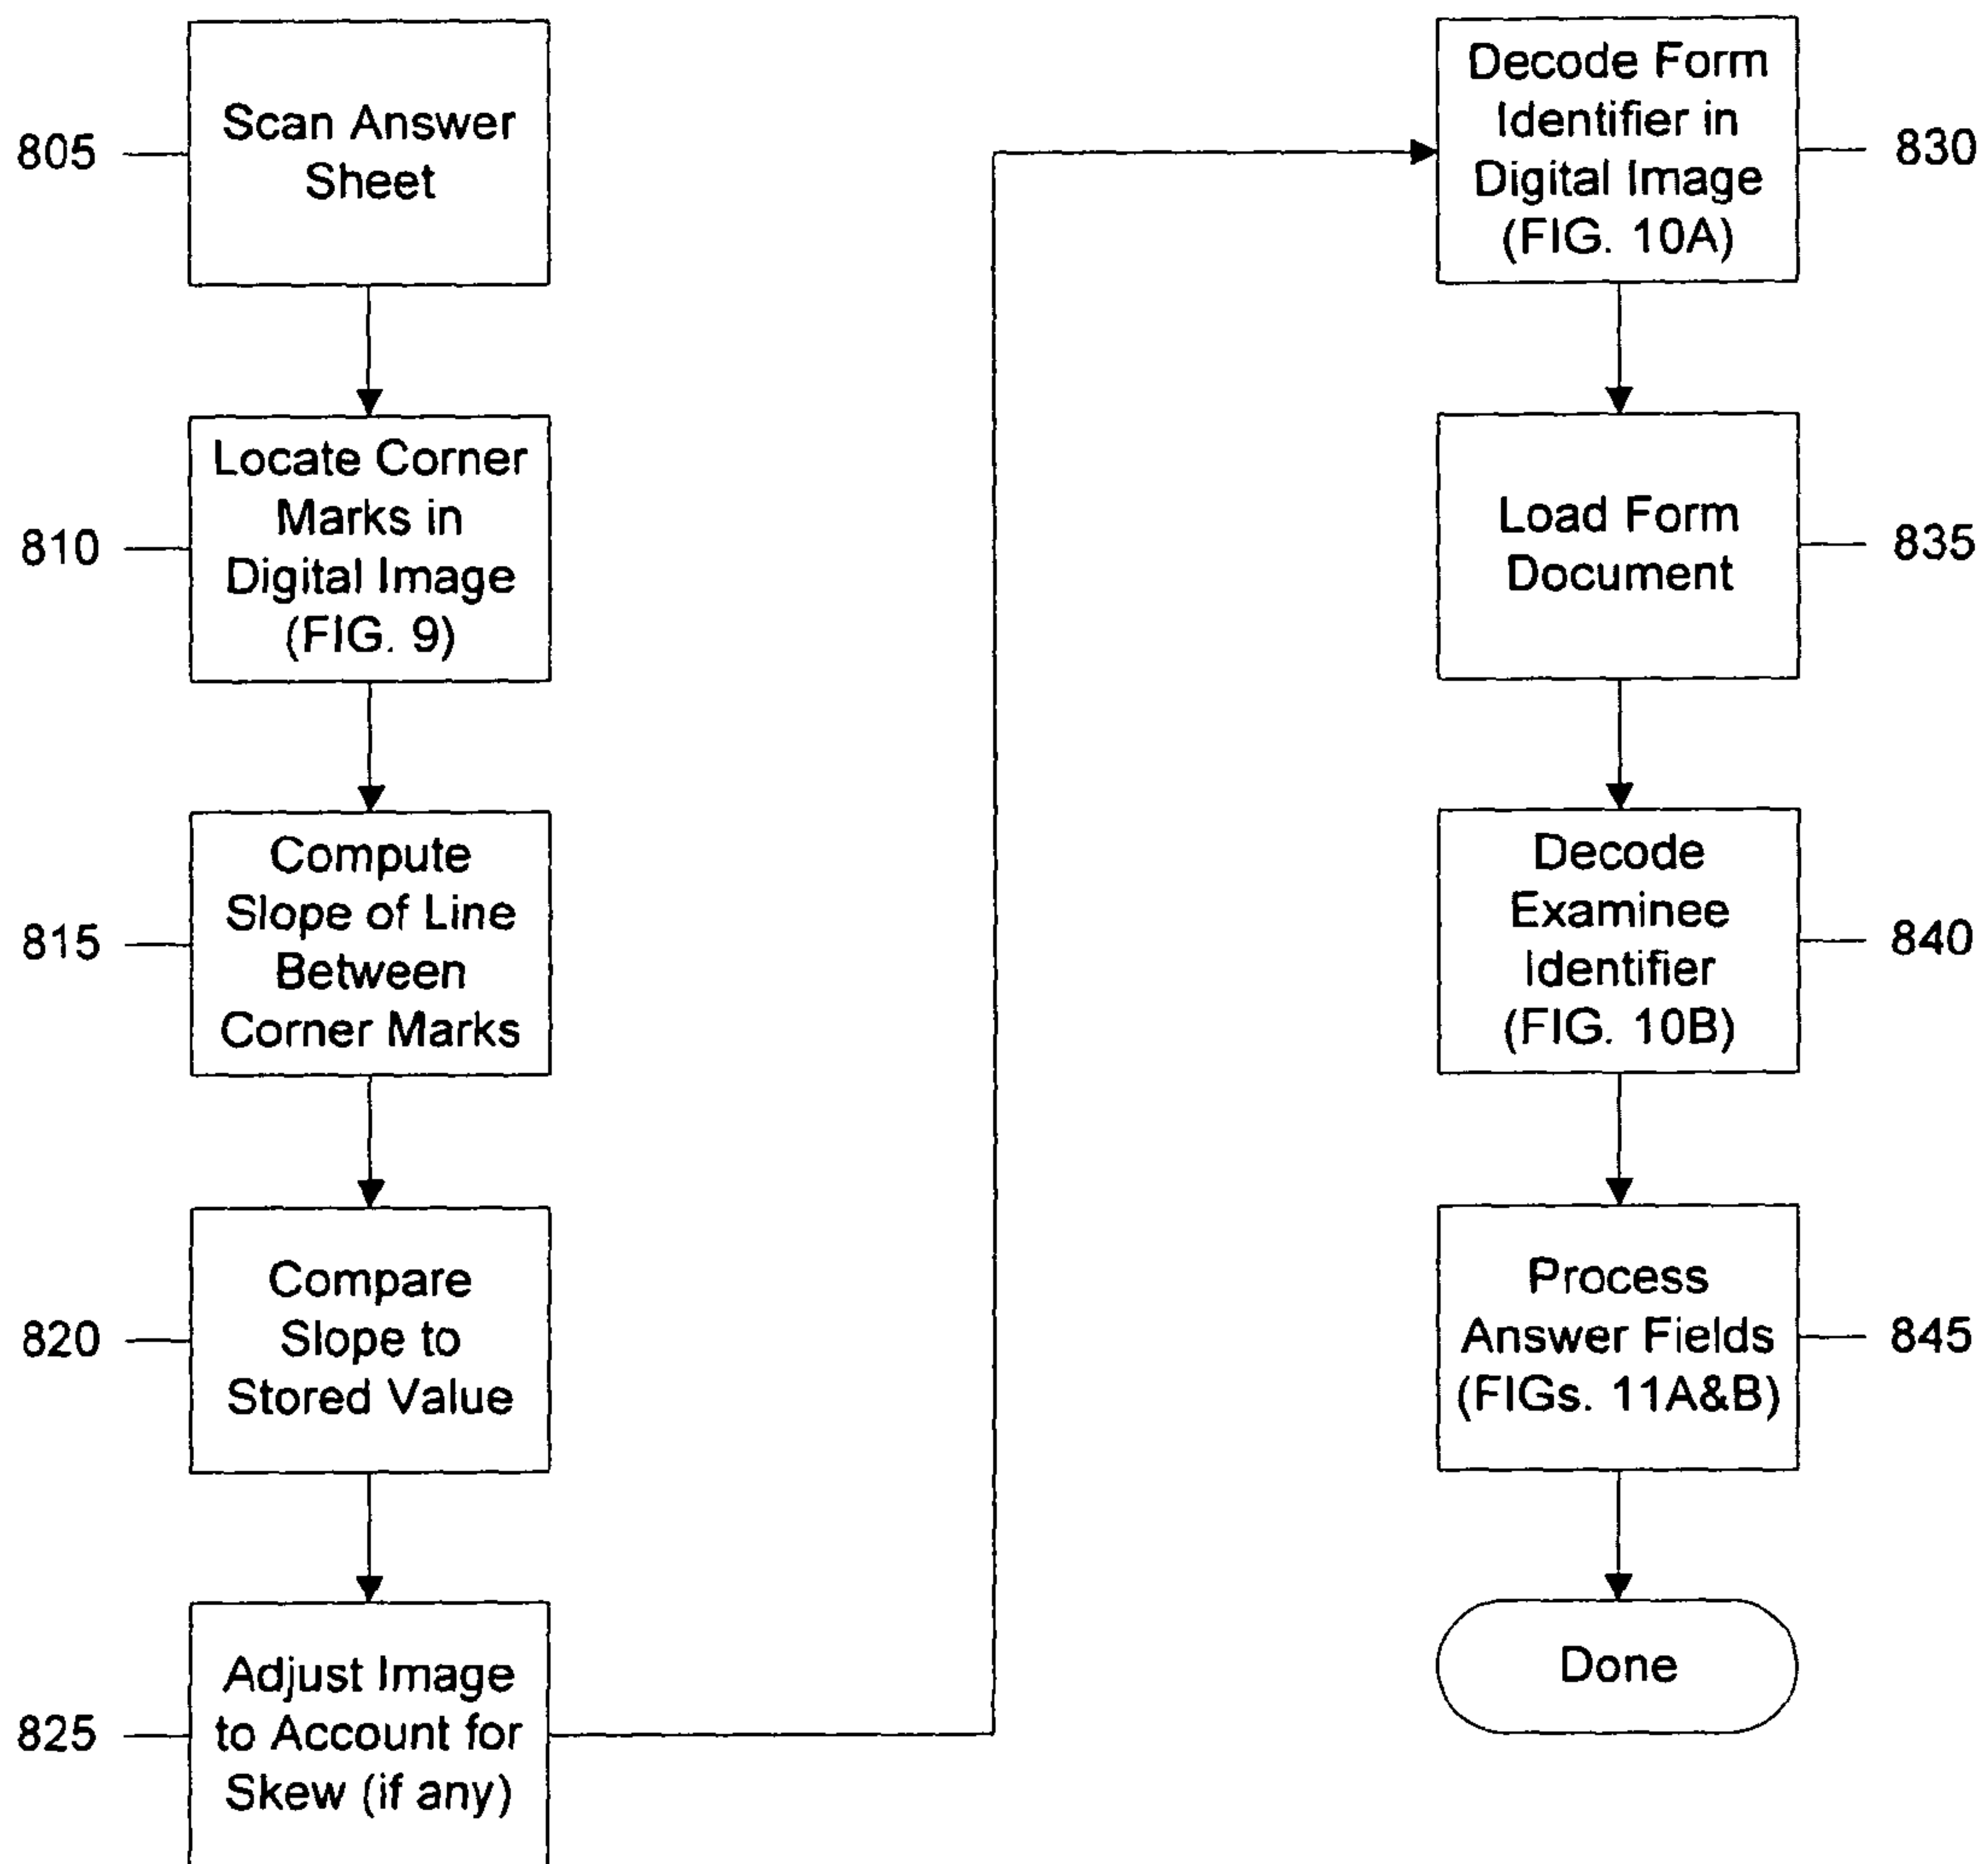 805
Scan Answer
Sheet
810
Locate Corner
Marks in
Digital Image
(FIG. 9)
815
Compute
Slope of Line
Between
Corner Marks
820
Compare
Slope to
Stored Value
825
Adjust Image
to Account for
Skew (if any)
Decode Form
Identifier in
Digital Image
(FIG. 10A)
830
Load Form
Document
835
Decode
Examinee
Identifier
(FIG. 10B)
840
Process
Answer Fields
(FIGs. 11A&B)
845
Done